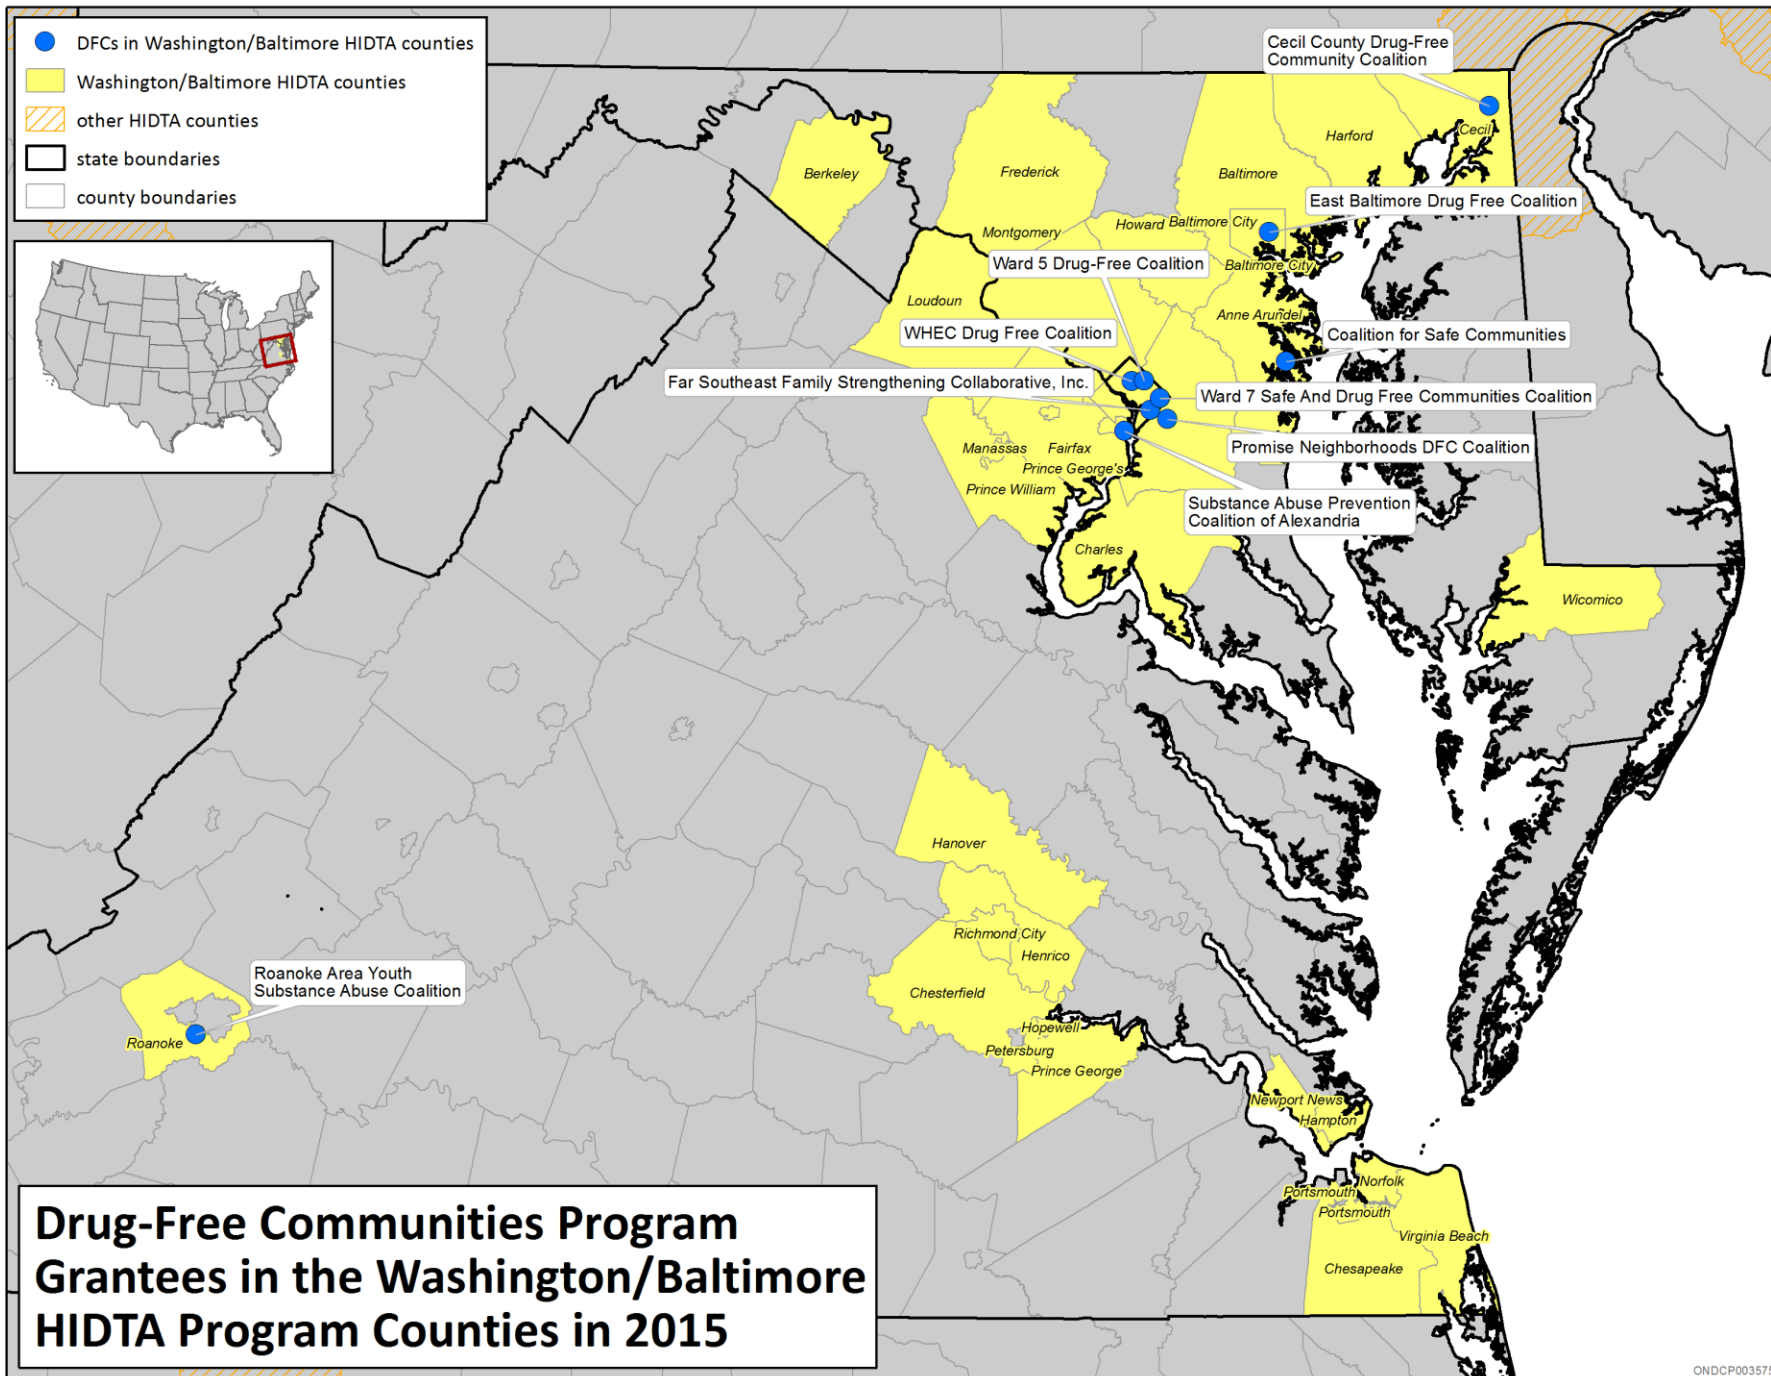 DFCs in Washington/Baltimore HIDTA counties
Washington/Baltimore HIDTA counties
other HIDTA counties
state boundaries
county boundaries
Cecil County Drug-Free
Community Coalition
Harford
Cecil
Berkeley
Frederick
Baltimore
East Baltimore Drug Free Coalition
Montgomery
Howard
Baltimore City
Ward 5 Drug-Free Coalition
Baltimore City
Loudoun
Anne Arundel
WHEC Drug Free Coalition
Coalition for Safe Communities
Far Southeast Family Strengthening Collaborative, Inc.
Ward 7 Safe And Drug Free Communities Coalition
Manassas
Fairfax
Promise Neighborhoods DFC Coalition
Prince George's
Prince William
Substance Abuse Prevention
Coalition of Alexandria
Charles
Wicomico
Hanover
Richmond City
Henrico
Chesterfield
Roanoke Area Youth
Substance Abuse Coalition
Roanoke
Hopewell
Petersburg
Prince George
Newport News
Hampton
Norfolk
Portsmouth
Portsmouth
Virginia Beach
Chesapeake
Drug-Free Communities Program
Grantees in the Washington/Baltimore
HIDTA Program Counties in 2015
ONDCP003575